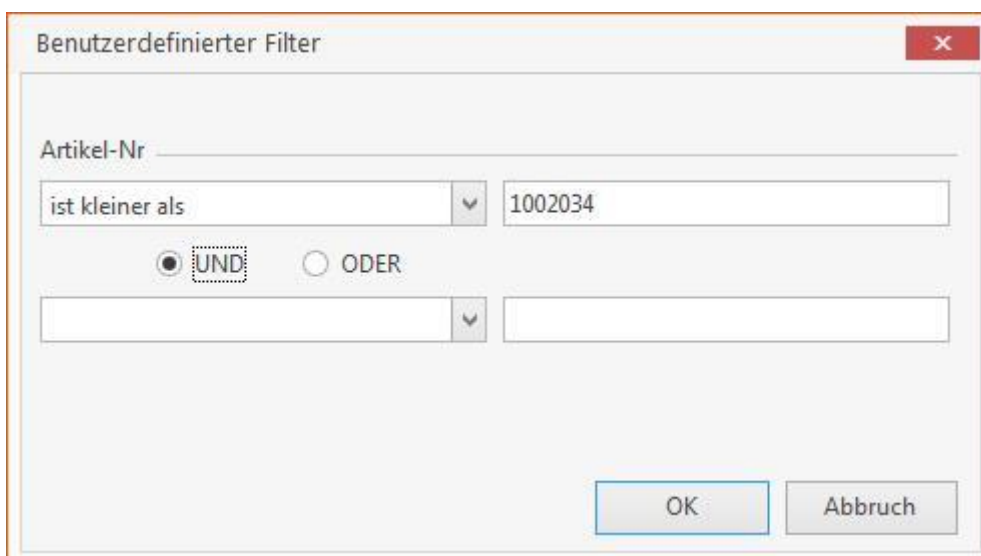 Benutzerdefinierter Filter
Artikel-Nr
ist kleiner als 1002034
UND ODER
OK Abbruch